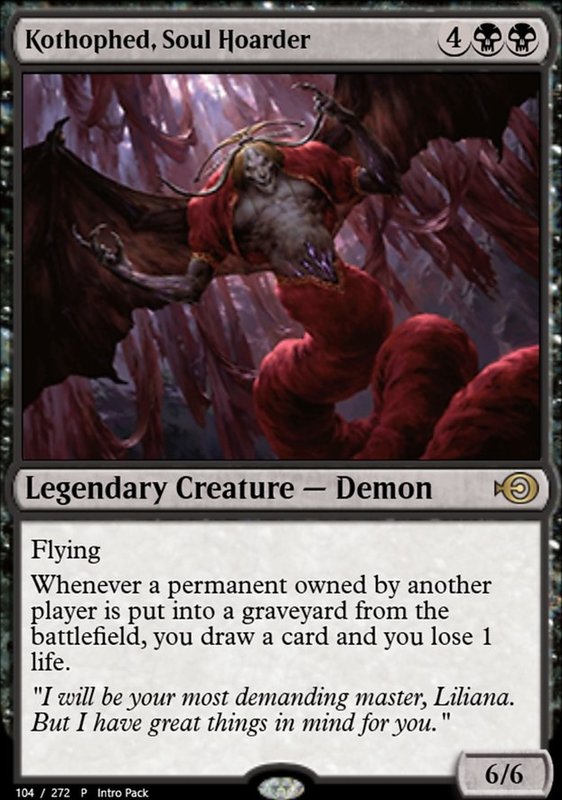 Kothophed, Soul Hoarder 4
Legendary Creature — Demon
Flying
Whenever a permanent owned by another
player is put into a graveyard from the
battlefield, you draw a card and you lose 1
life.
"I will be your most demanding master, Liliana.
But I have great things in mind for you."
6/6
104 / 272 P Intro Pack